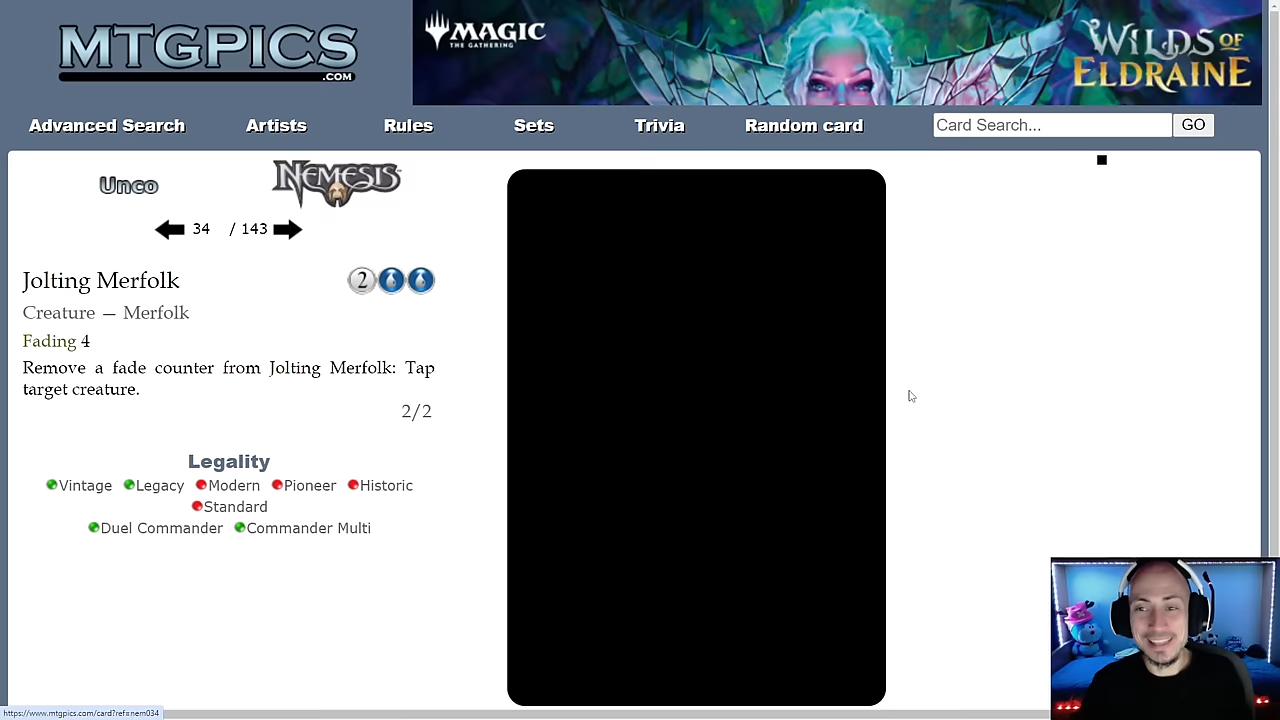 MTGPICS
.COM
MAGIC
THE GATHERING
WILDS OF
ELDRAINE
Advanced Search
Artists
Rules
Sets
Trivia
Random card
Card Search...
GO
Unco
NEMESIS
34 / 143
Jolting Merfolk
2
Creature — Merfolk
Fading 4
Remove a fade counter from Jolting Merfolk: Tap
target creature.
2/2
Legality
Vintage Legacy Modern Pioneer Historic
Standard
Duel Commander Commander Multi
https://www.mtgpics.com/card?ref=nem034